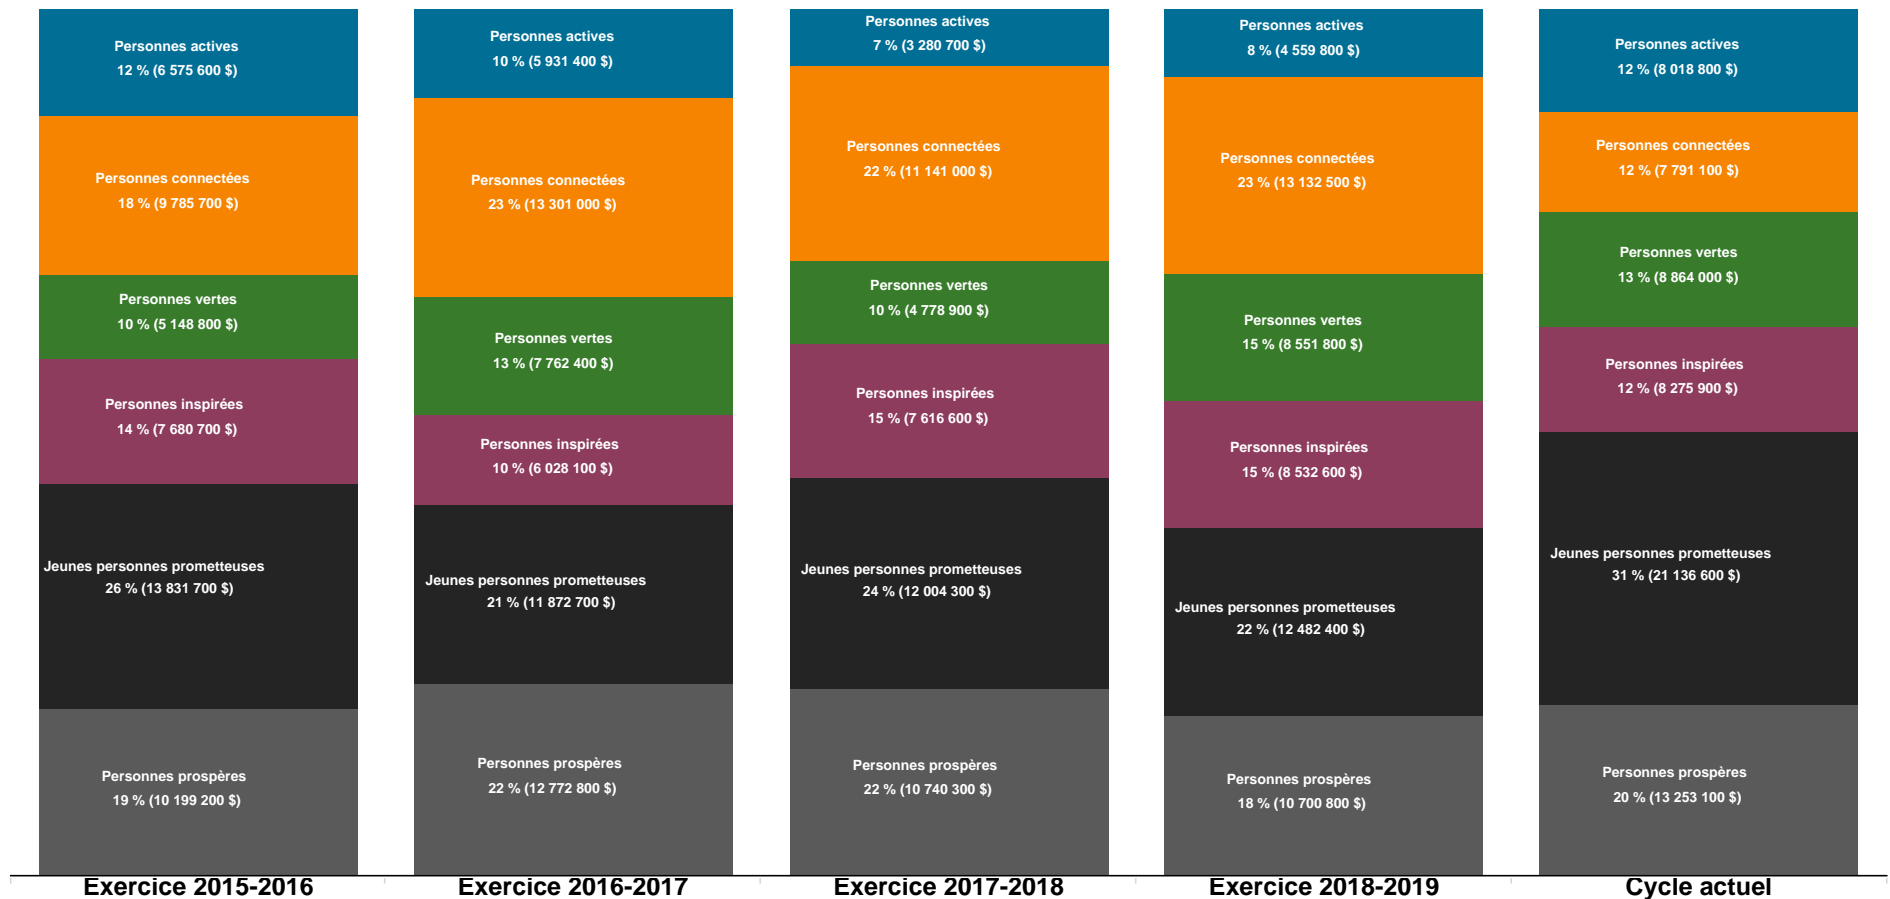 Personnes actives
12 % (6 575 600 $)
Personnes connectées
18 % (9 785 700 $)
Personnes vertes
10 % (5 148 800 $)
Personnes inspirées
14 % (7 680 700 $)
Jeunes personnes prometteuses
26 % (13 831 700 $)
Personnes prospères
19 % (10 199 200 $)
Exercice 2015-2016
Personnes actives
10 % (5 931 400 $)
Personnes connectées
23 % (13 301 000 $)
Personnes vertes
13 % (7 762 400 $)
Personnes inspirées
10 % (6 028 100 $)
Jeunes personnes prometteuses
21 % (11 872 700 $)
Personnes prospères
22 % (12 772 800 $)
Exercice 2016-2017
Personnes actives
7 % (3 280 700 $)
Personnes connectées
22 % (11 141 000 $)
Personnes vertes
10 % (4 778 900 $)
Personnes inspirées
15 % (7 616 600 $)
Jeunes personnes prometteuses
24 % (12 004 300 $)
Personnes prospères
22 % (10 740 300 $)
Exercice 2017-2018
Personnes actives
8 % (4 559 800 $)
Personnes connectées
23 % (13 132 500 $)
Personnes vertes
15 % (8 551 800 $)
Personnes inspirées
15 % (8 532 600 $)
Jeunes personnes prometteuses
22 % (12 482 400 $)
Personnes prospères
18 % (10 700 800 $)
Exercice 2018-2019
Personnes actives
12 % (8 018 800 $)
Personnes connectées
12 % (7 791 100 $)
Personnes vertes
13 % (8 864 000 $)
Personnes inspirées
12 % (8 275 900 $)
Jeunes personnes prometteuses
31 % (21 136 600 $)
Personnes prospères
20 % (13 253 100 $)
Cycle actuel